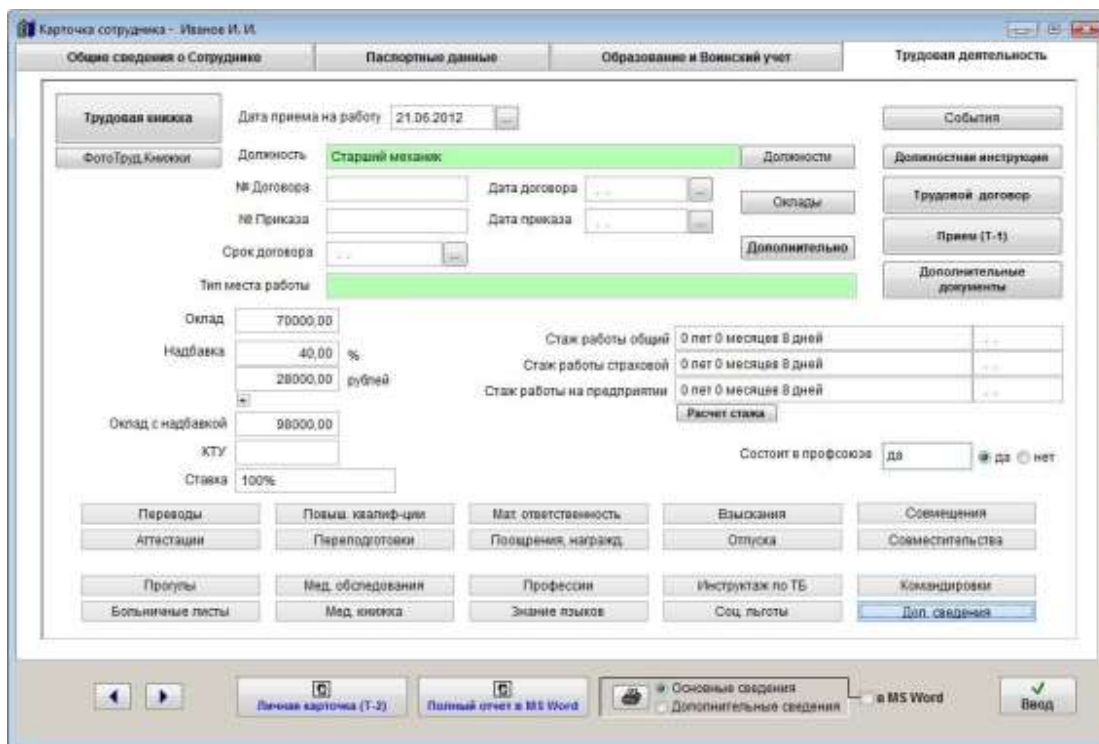 Карточка сотрудника - Иванов И. И.
Общие сведения о Сотруднике Паспортные данные Образование и Воинский учет Трудовая деятельность
Трудовая книжка Дата приема на работу 21.06.2012 ... События
ФотоТруд.Книжки Должность Старший механик Должности Должностная инструкция
№ Договора Дата договора . . ... Оклады Трудовой договор
№ Приказа Дата приказа . . ... Прием (Т-1)
Срок договора . . ... Дополнительно
Тип места работы Дополнительные документы
Оклад 70000,00
Надбавка 40,00 %
28000,00 рублей
+
Оклад с надбавкой 98000,00
КТУ
Ставка 100%
Стаж работы общий 0 лет 0 месяцев 8 дней . .
Стаж работы страховой 0 лет 0 месяцев 8 дней . .
Стаж работы на предприятии 0 лет 0 месяцев 8 дней . .
Расчет стажа
Состоит в профсоюзе да да нет
Переводы Повыш. квалиф-ции Мат. ответственность Взыскания Совмещения
Аттестации Переподготовки Поощрения, награжд. Отпуска Совместительства
Прогулы Мед. обследования Профессии Инструктаж по ТБ Командировки
Больничные листы Мед. книжка Знание языков Соц. льготы Доп. сведения
Личная карточка (Т-2) Полный отчет в MS Word Основные сведения
Дополнительные сведения в MS Word Ввод